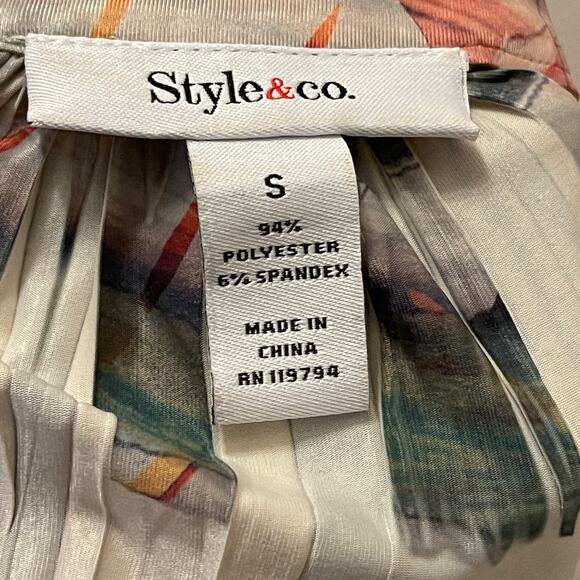 Style&co.
S
94%
POLYESTER
6% SPANDEX
MADE IN
CHINA
RN 119794